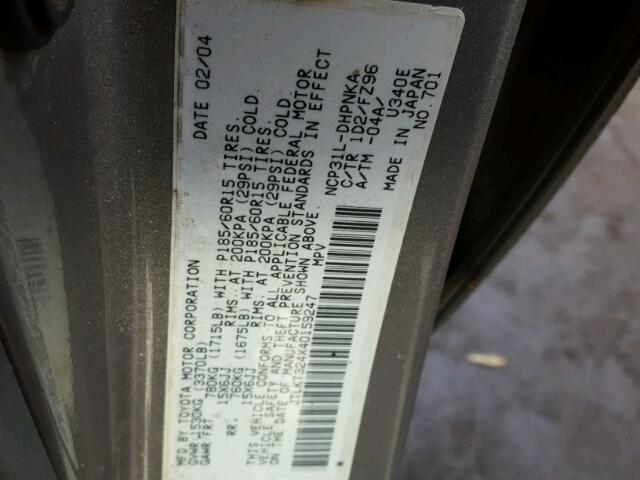 MFD BY TOYOTA MOTOR CORPORATION DATE 02/04
GVWR 1530KG (3370LB)
GAWR FRT 780KG (1715LB) WITH P185/60R15 TIRES.
15X6JJ RIMS. AT 200KPA (29PSI) COLD.
RR. 760KG (1675LB) WITH P185/60R15 TIRES.
15X6JJ RIMS. AT 200KPA (29PSI) COLD.
THIS VEHICLE CONFORMS TO ALL APPLICABLE FEDERAL MOTOR
VEHICLE SAFETY AND THEFT PREVENTION STANDARDS IN EFFECT
ON THE DATE OF MANUFACTURE SHOWN ABOVE.
JTLKT324X40159247 MPV
NCP31L-DHPNKA
C/TR 1D2/FZ96
A/TM -04A/ U340E
MADE IN JAPAN
NO.701